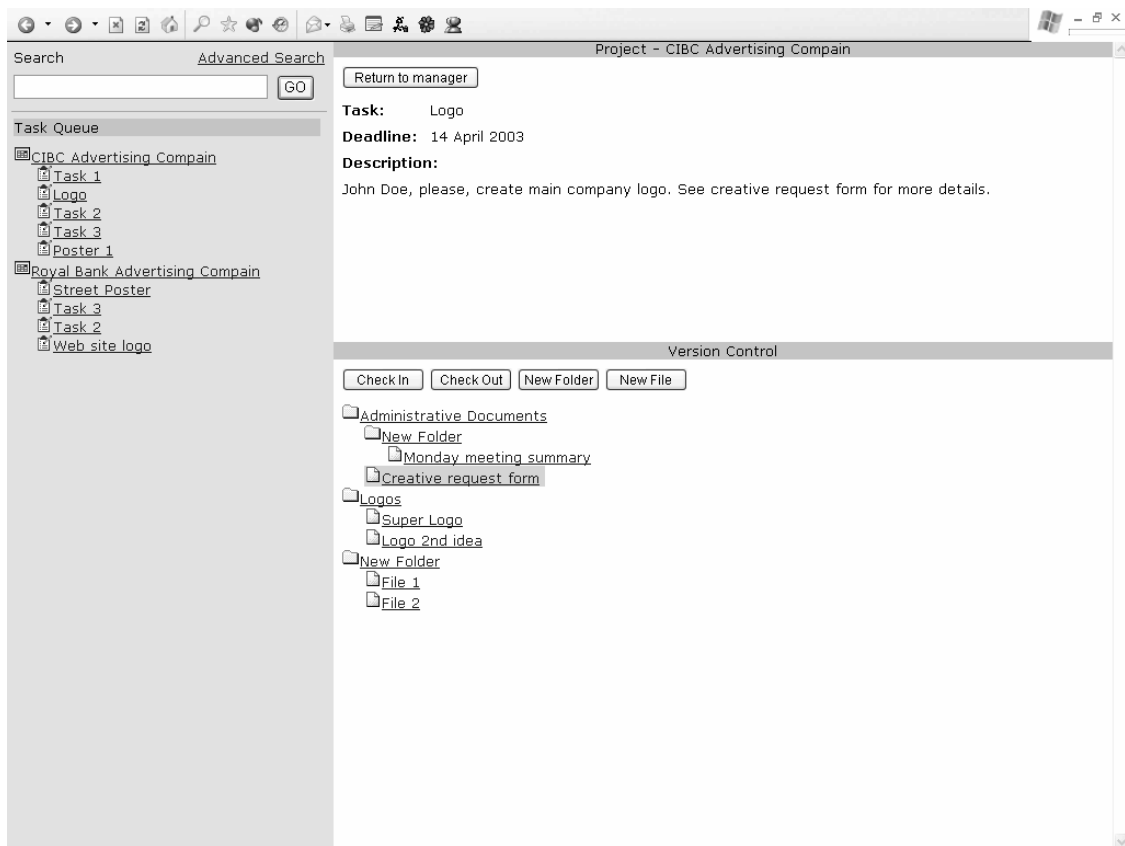 Search Advanced Search
GO
Task Queue
CIBC Advertising Compain
Task 1
Logo
Task 2
Task 3
Poster 1
Royal Bank Advertising Compain
Street Poster
Task 3
Task 2
Web site logo
Project - CIBC Advertising Compain
Return to manager
Task: Logo
Deadline: 14 April 2003
Description:
John Doe, please, create main company logo. See creative request form for more details.
Version Control
Check In Check Out New Folder New File
Administrative Documents
New Folder
Monday meeting summary
Creative request form
Logos
Super Logo
Logo 2nd idea
New Folder
File 1
File 2